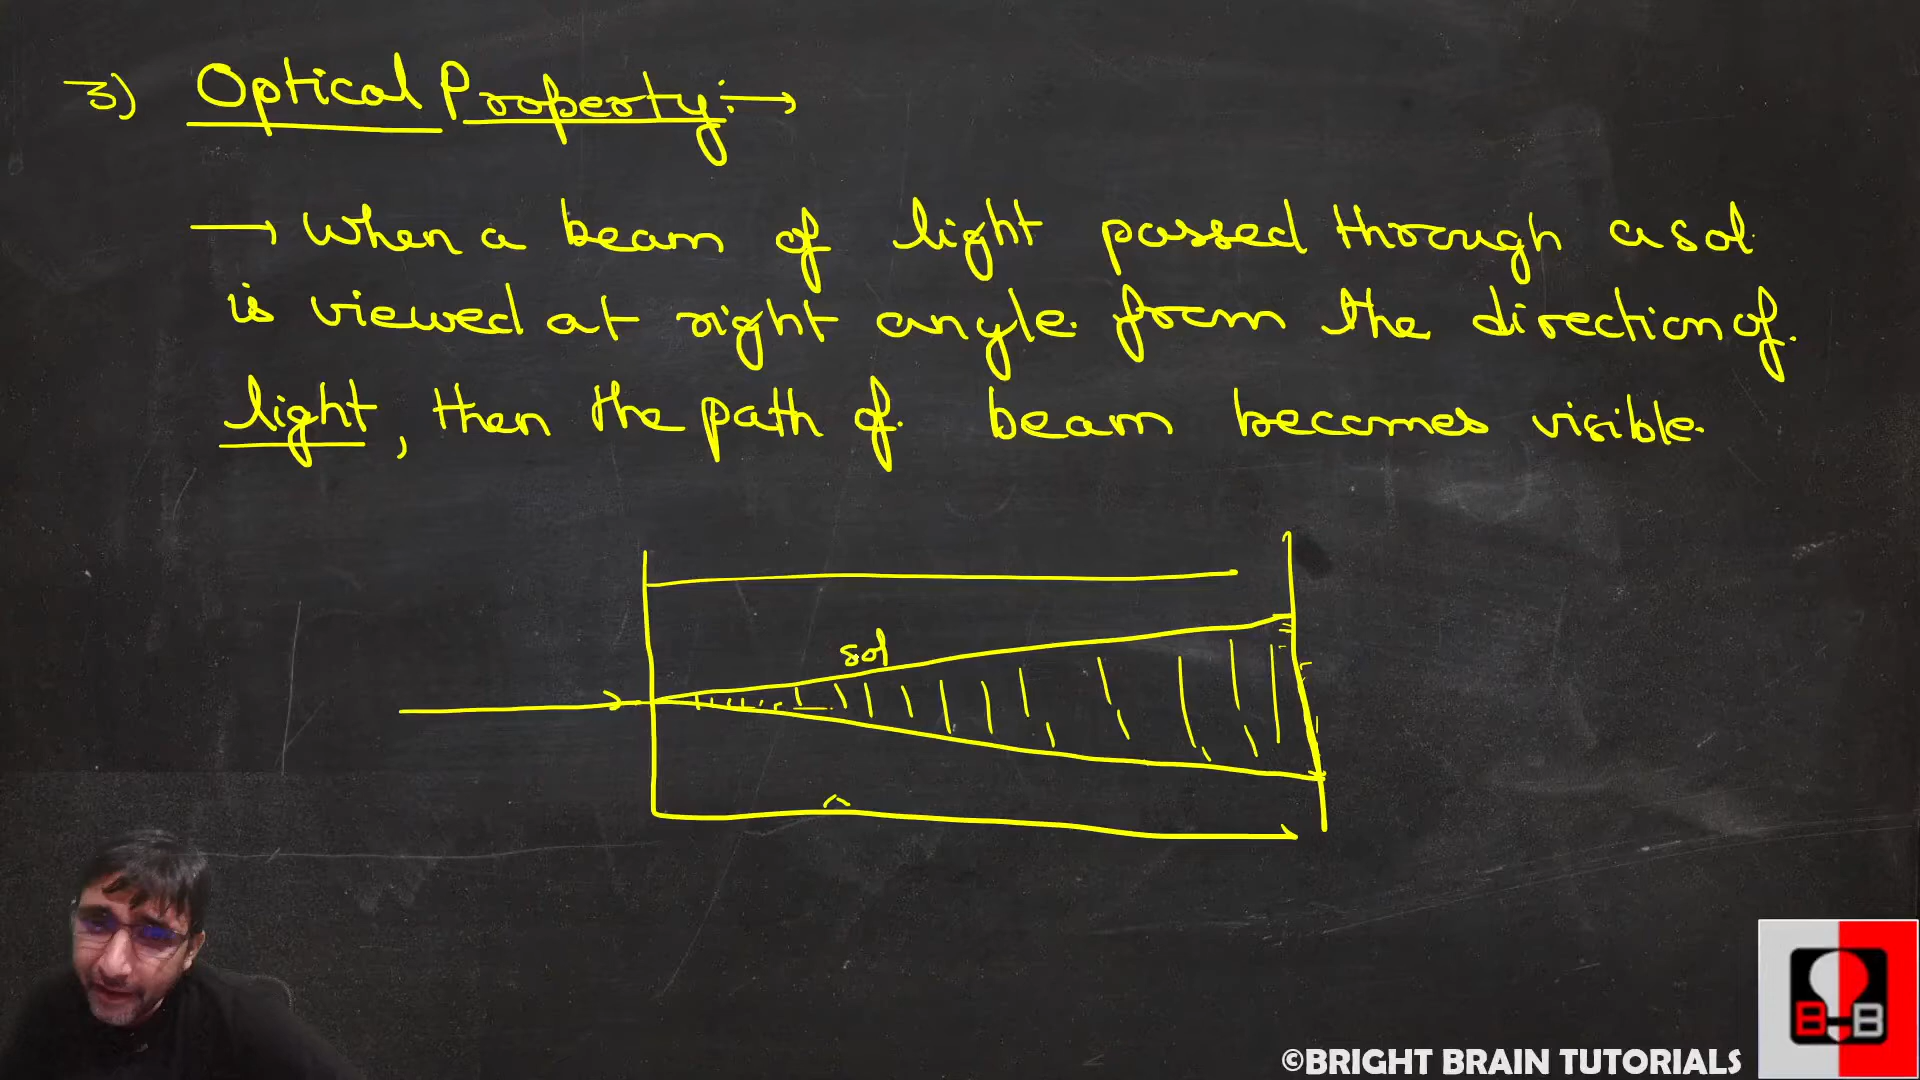 3) Optical Property:→
→ When a beam of light passed through a sol
is viewed at right angle from the direction of
light, then the path of beam becomes visible.
sol
B B
©BRIGHT BRAIN TUTORIALS